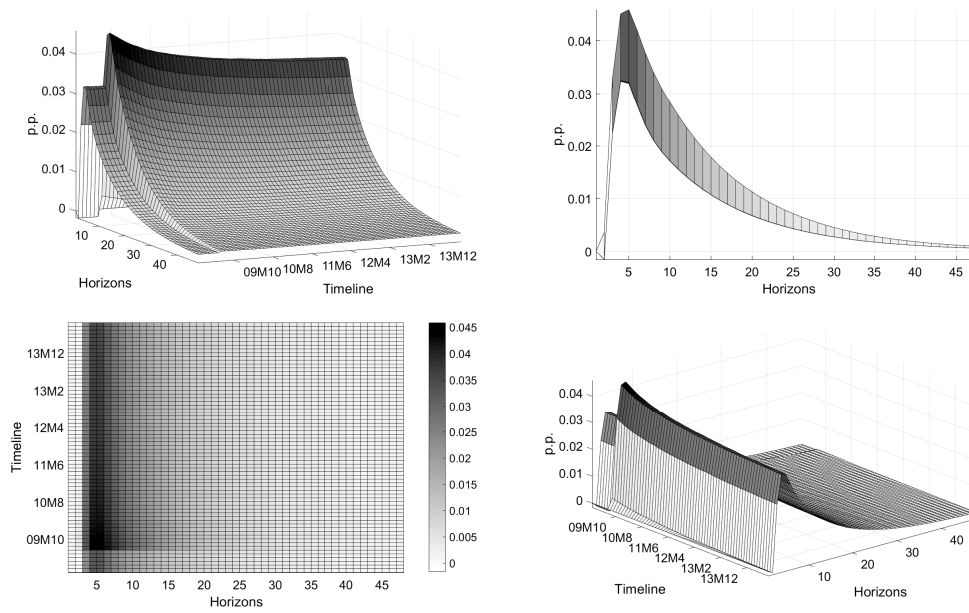 0.04
0.03
0.02
0.01
0
p.p.
10
20
30
40
Horizons
09M10
10M8
11M6
12M4
13M2
13M12
Timeline
0.04
0.03
0.02
0.01
0
p.p.
5
10
15
20
25
30
35
40
45
Horizons
13M12
13M2
12M4
11M6
10M8
09M10
Timeline
5
10
15
20
25
30
35
40
45
Horizons
0.045
0.04
0.035
0.03
0.025
0.02
0.015
0.01
0.005
0
0.04
0.03
0.02
0.01
0
p.p.
09M10
10M8
11M6
12M4
13M2
13M12
Timeline
10
20
30
40
Horizons